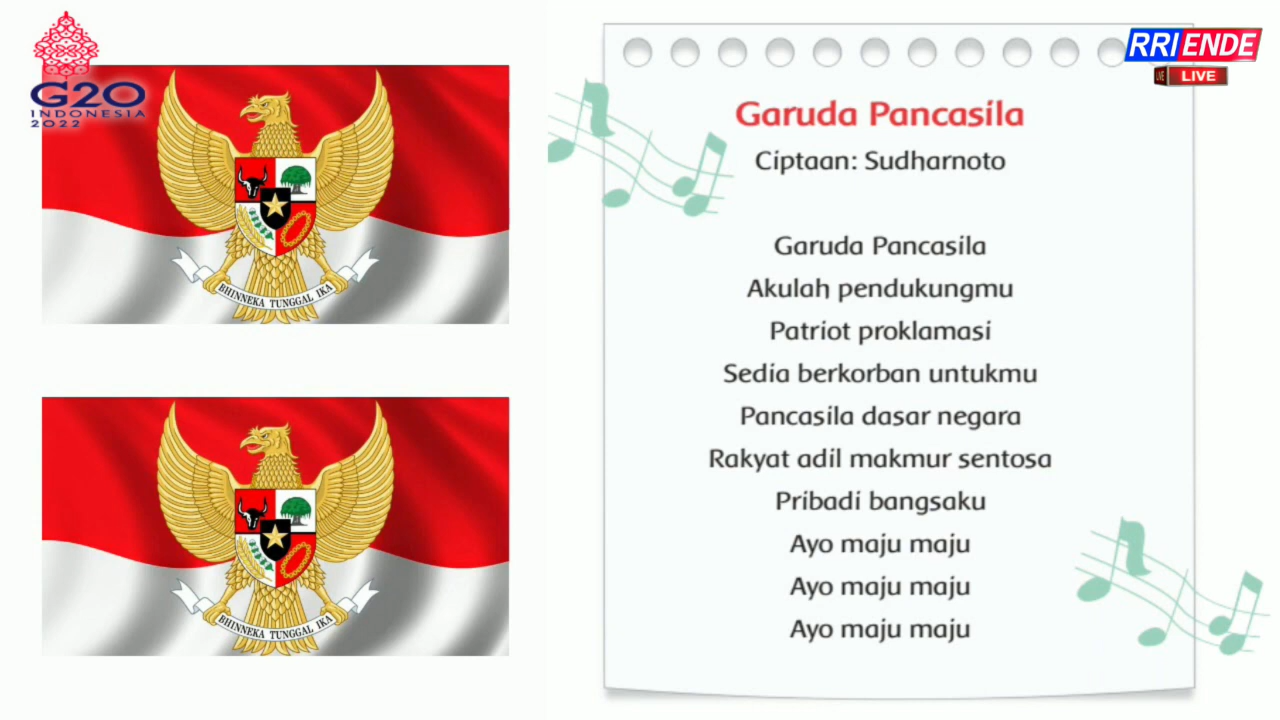 G20
INDONESIA
2022
BHINNEKA TUNGGAL IKA
BHINNEKA TUNGGAL IKA
RRI ENDE
LIVE LIVE
Garuda Pancasila
Ciptaan: Sudharnoto
Garuda Pancasila
Akulah pendukungmu
Patriot proklamasi
Sedia berkorban untukmu
Pancasila dasar negara
Rakyat adil makmur sentosa
Pribadi bangsaku
Ayo maju maju
Ayo maju maju
Ayo maju maju